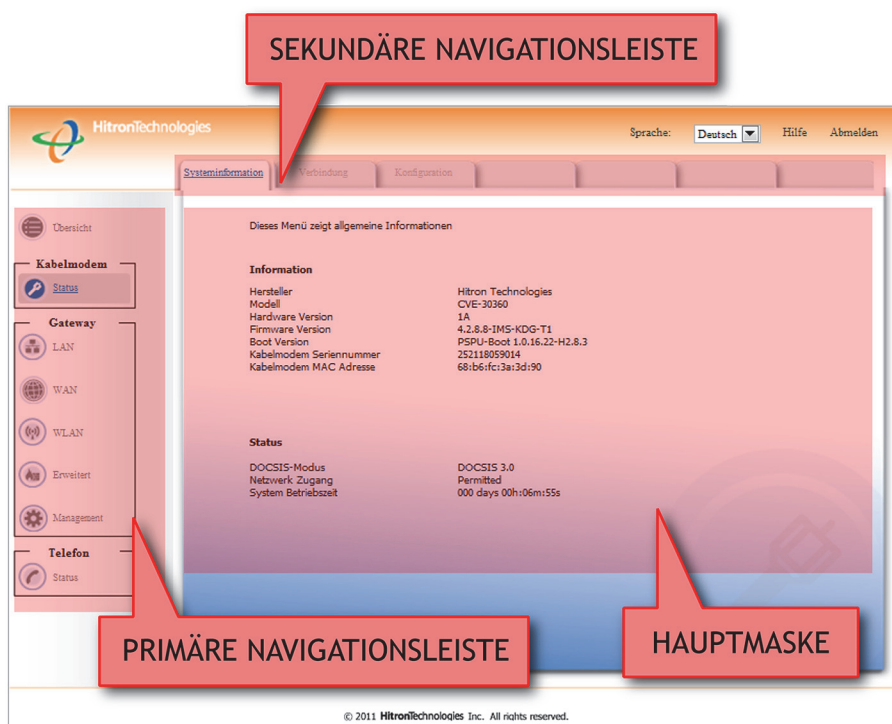 SEKUNDÄRE NAVIGATIONSLEISTE
HitronTechnologies
Sprache: Deutsch Hilfe Abmelden
Systeminformation Verbindung Konfiguration
Übersicht
Kabelmodem
Status
Gateway
LAN
WAN
WLAN
Erweitert
Management
Telefon
Status
Dieses Menü zeigt allgemeine Informationen
Information
Hersteller Hitron Technologies
Modell CVE-30360
Hardware Version 1A
Firmware Version 4.2.8.8-IMS-KDG-T1
Boot Version PSPU-Boot 1.0.16.22-H2.8.3
Kabelmodem Seriennummer 252118059014
Kabelmodem MAC Adresse 68:b6:fc:3a:3d:90
Status
DOCSIS-Modus DOCSIS 3.0
Netzwerk Zugang Permitted
System Betriebszeit 000 days 00h:06m:55s
PRIMÄRE NAVIGATIONSLEISTE
HAUPTMASKE
© 2011 HitronTechnologies Inc. All rights reserved.